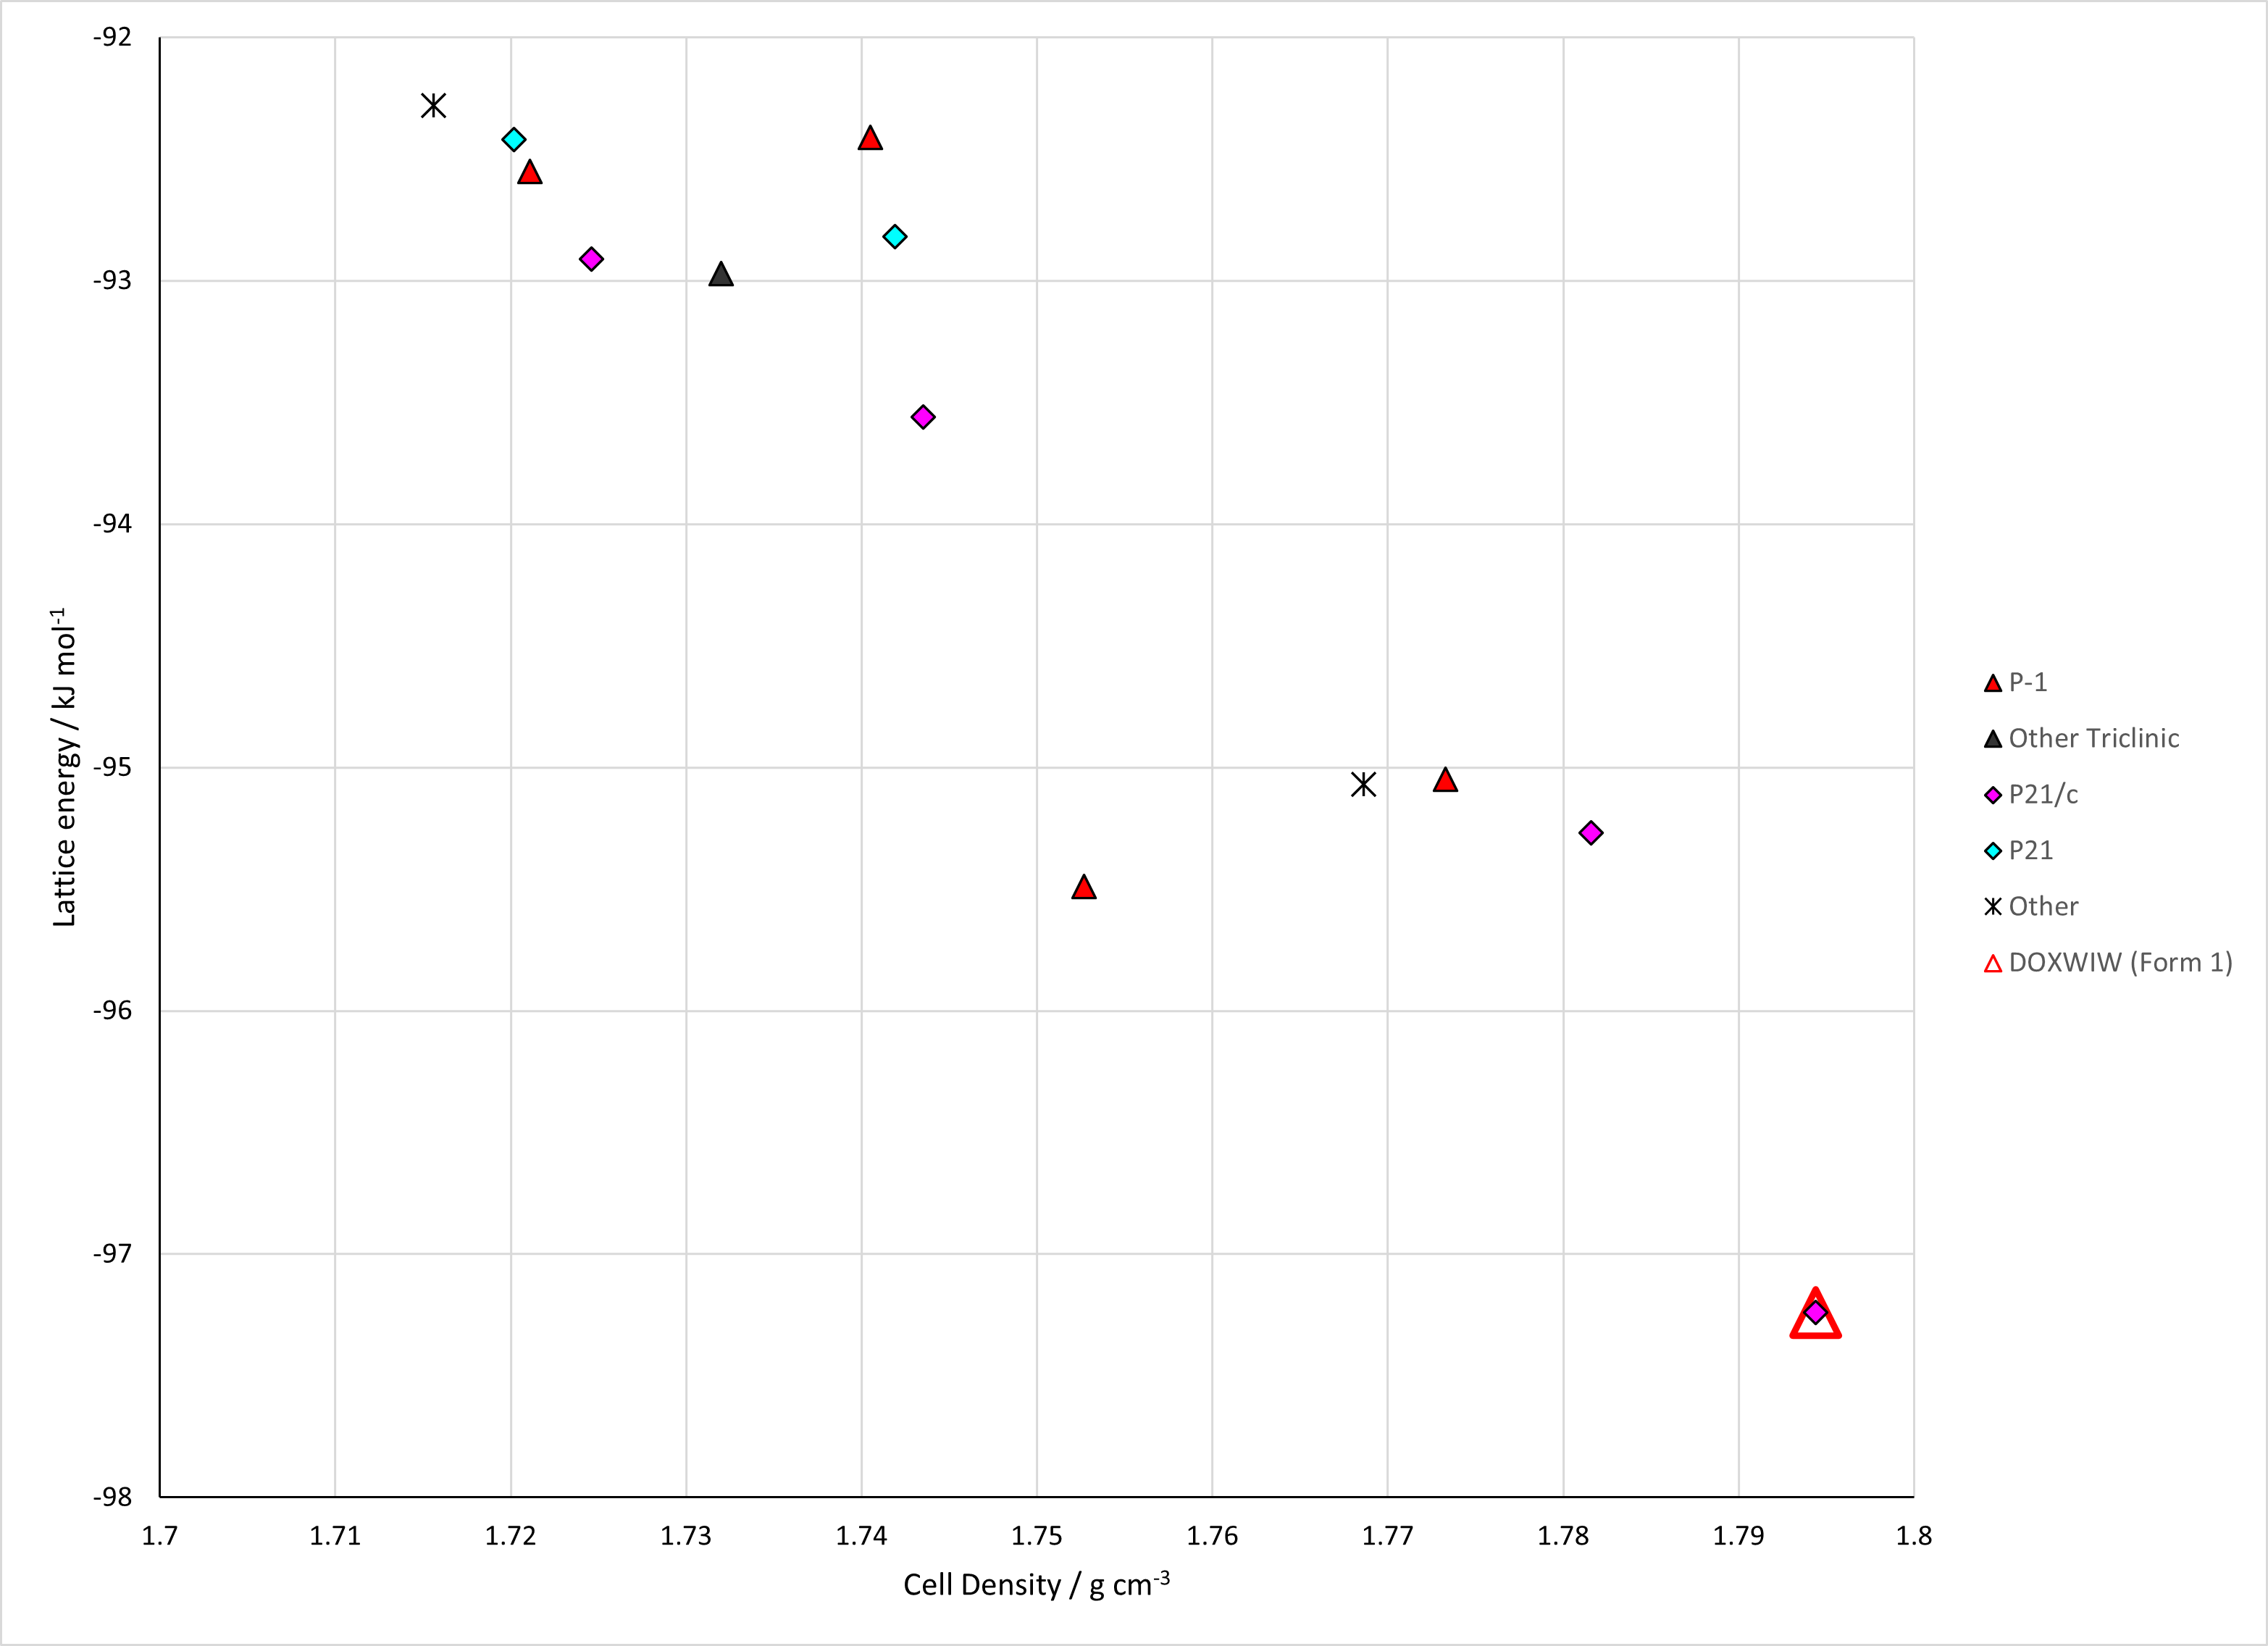 -92
-93
-94
-95
-96
-97
-98
Lattice energy / kJ mol-1
1.7 1.71 1.72 1.73 1.74 1.75 1.76 1.77 1.78 1.79 1.8
Cell Density / g cm-3
P-1
Other Triclinic
P21/c
P21
Other
DOXWIW (Form 1)